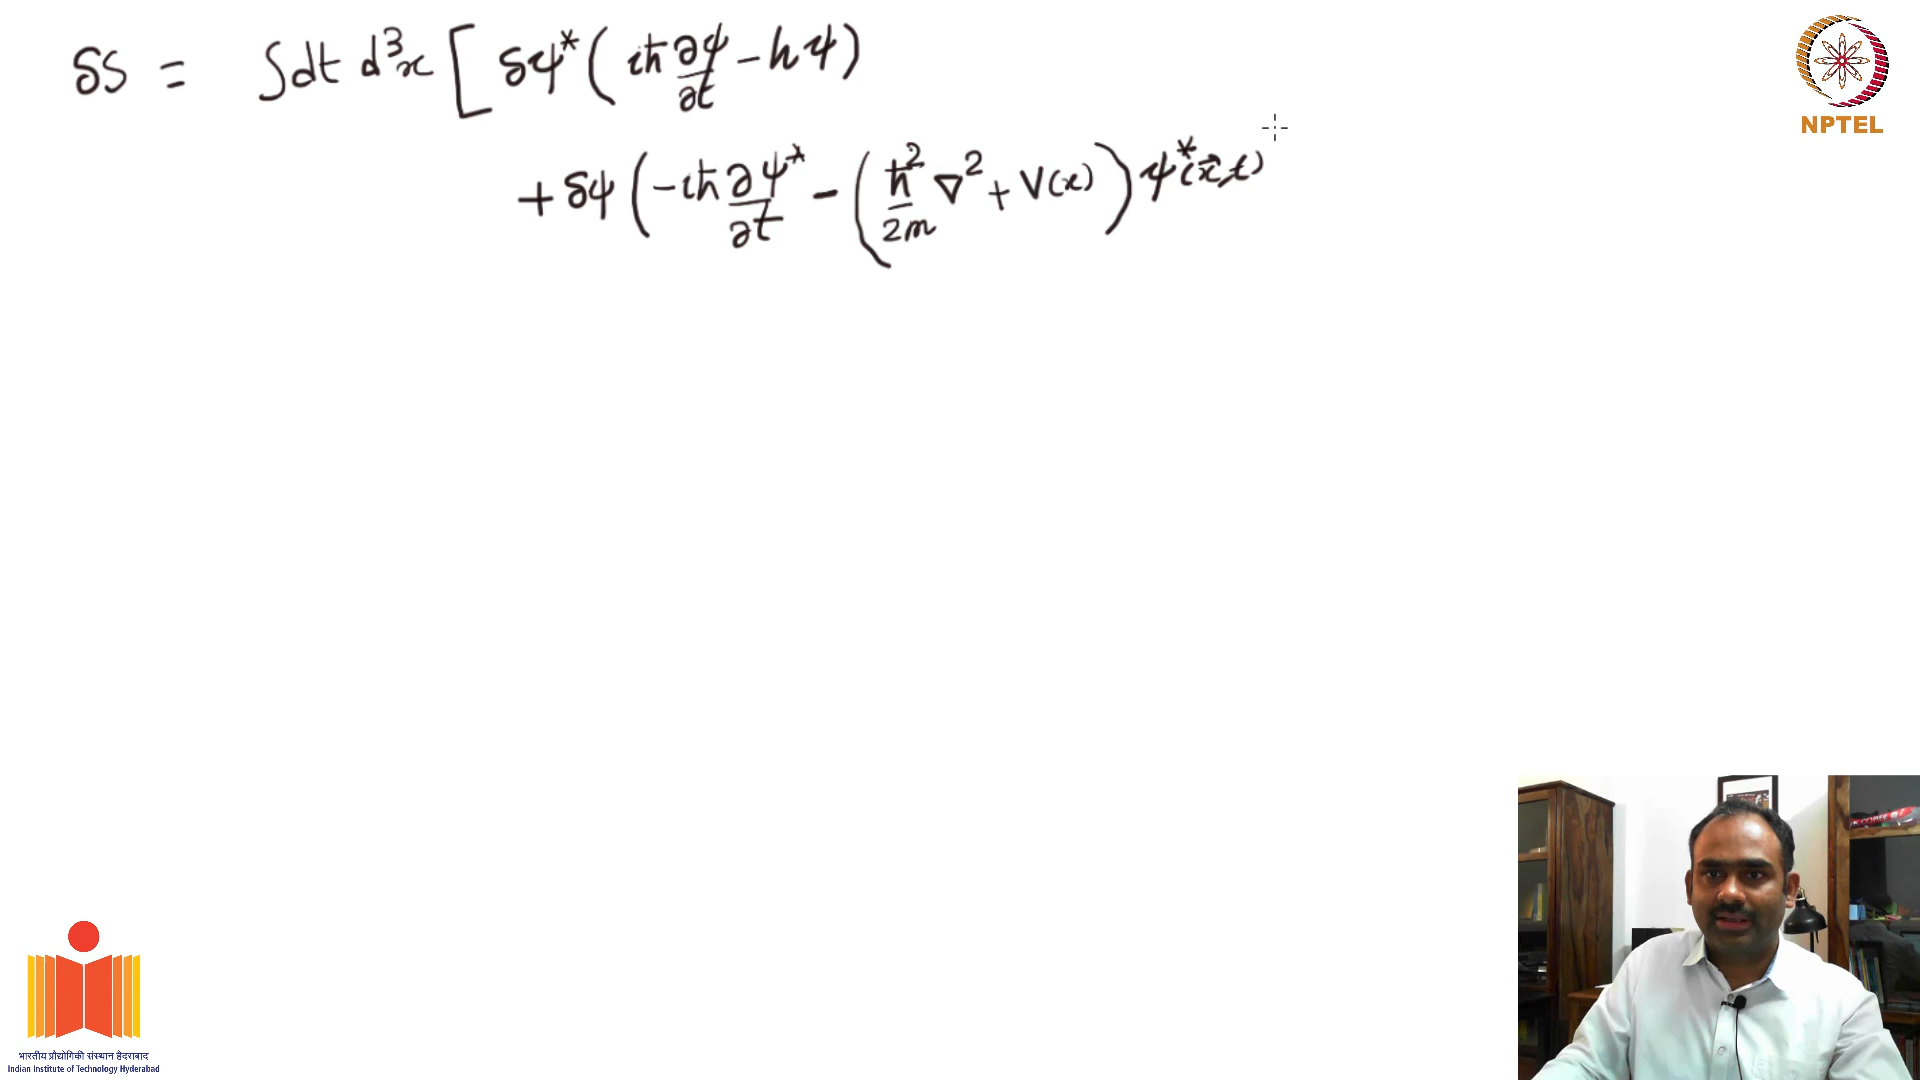 δS = ∫dt d³x [ δψ* ( iħ ∂ψ/∂t − hψ )
+ δψ ( −iħ ∂ψ*/∂t − ( ħ²/2m ∇² + V(x) ) ψ*(x⃗,t)
NPTEL
भारतीय प्रौद्योगिकी संस्थान हैदराबाद
Indian Institute of Technology Hyderabad